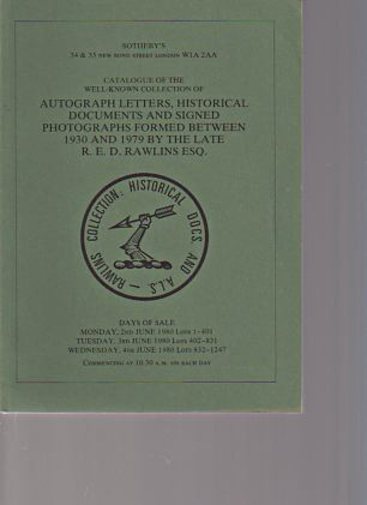 SOTHEBY'S
34 & 35 NEW BOND STREET LONDON W1A 2AA
CATALOGUE OF THE
WELL-KNOWN COLLECTION OF
AUTOGRAPH LETTERS, HISTORICAL
DOCUMENTS AND SIGNED
PHOTOGRAPHS FORMED BETWEEN
1930 AND 1979 BY THE LATE
R. E. D. RAWLINS ESQ.
RAWLINS COLLECTION: HISTORICAL DOCS. AND A.L.S. —
DAYS OF SALE
MONDAY, 2nd JUNE 1980 Lots 1-401
TUESDAY, 3rd JUNE 1980 Lots 402-831
WEDNESDAY, 4th JUNE 1980 Lots 832-1247
COMMENCING AT 10.30 A.M. ON EACH DAY